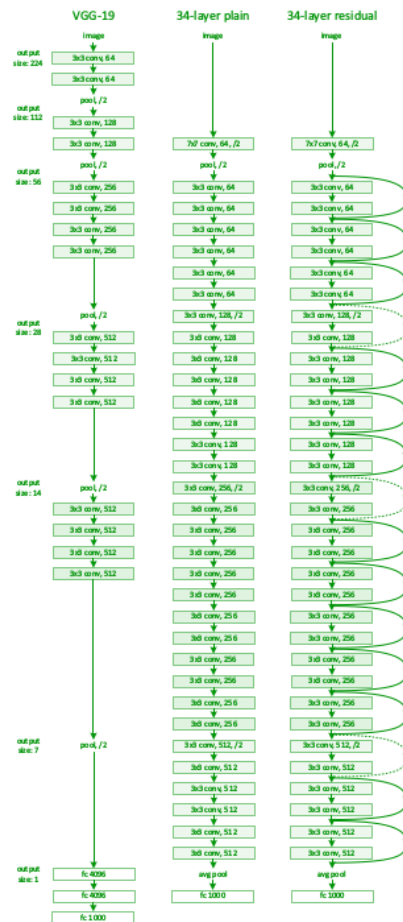 VGG-19
image
output
size: 224
3x3 conv, 64
3x3 conv, 64
pool, /2
output
size: 112
3x3 conv, 128
3x3 conv, 128
pool, /2
output
size: 56
3x3 conv, 256
3x3 conv, 256
3x3 conv, 256
3x3 conv, 256
pool, /2
output
size: 28
3x3 conv, 512
3x3 conv, 512
3x3 conv, 512
3x3 conv, 512
pool, /2
output
size: 14
3x3 conv, 512
3x3 conv, 512
3x3 conv, 512
3x3 conv, 512
output
size: 7
pool, /2
output
size: 1
fc 4096
fc 4096
fc 1000
34-layer plain
image
7x7 conv, 64, /2
pool, /2
3x3 conv, 64
3x3 conv, 64
3x3 conv, 64
3x3 conv, 64
3x3 conv, 64
3x3 conv, 64
3x3 conv, 128, /2
3x3 conv, 128
3x3 conv, 128
3x3 conv, 128
3x3 conv, 128
3x3 conv, 128
3x3 conv, 128
3x3 conv, 128
3x3 conv, 256, /2
3x3 conv, 256
3x3 conv, 256
3x3 conv, 256
3x3 conv, 256
3x3 conv, 256
3x3 conv, 256
3x3 conv, 256
3x3 conv, 256
3x3 conv, 256
3x3 conv, 256
3x3 conv, 256
3x3 conv, 512, /2
3x3 conv, 512
3x3 conv, 512
3x3 conv, 512
3x3 conv, 512
3x3 conv, 512
avg pool
fc 1000
34-layer residual
image
7x7 conv, 64, /2
pool, /2
3x3 conv, 64
3x3 conv, 64
3x3 conv, 64
3x3 conv, 64
3x3 conv, 64
3x3 conv, 64
3x3 conv, 128, /2
3x3 conv, 128
3x3 conv, 128
3x3 conv, 128
3x3 conv, 128
3x3 conv, 128
3x3 conv, 128
3x3 conv, 128
3x3 conv, 256, /2
3x3 conv, 256
3x3 conv, 256
3x3 conv, 256
3x3 conv, 256
3x3 conv, 256
3x3 conv, 256
3x3 conv, 256
3x3 conv, 256
3x3 conv, 256
3x3 conv, 256
3x3 conv, 256
3x3 conv, 512, /2
3x3 conv, 512
3x3 conv, 512
3x3 conv, 512
3x3 conv, 512
3x3 conv, 512
avg pool
fc 1000